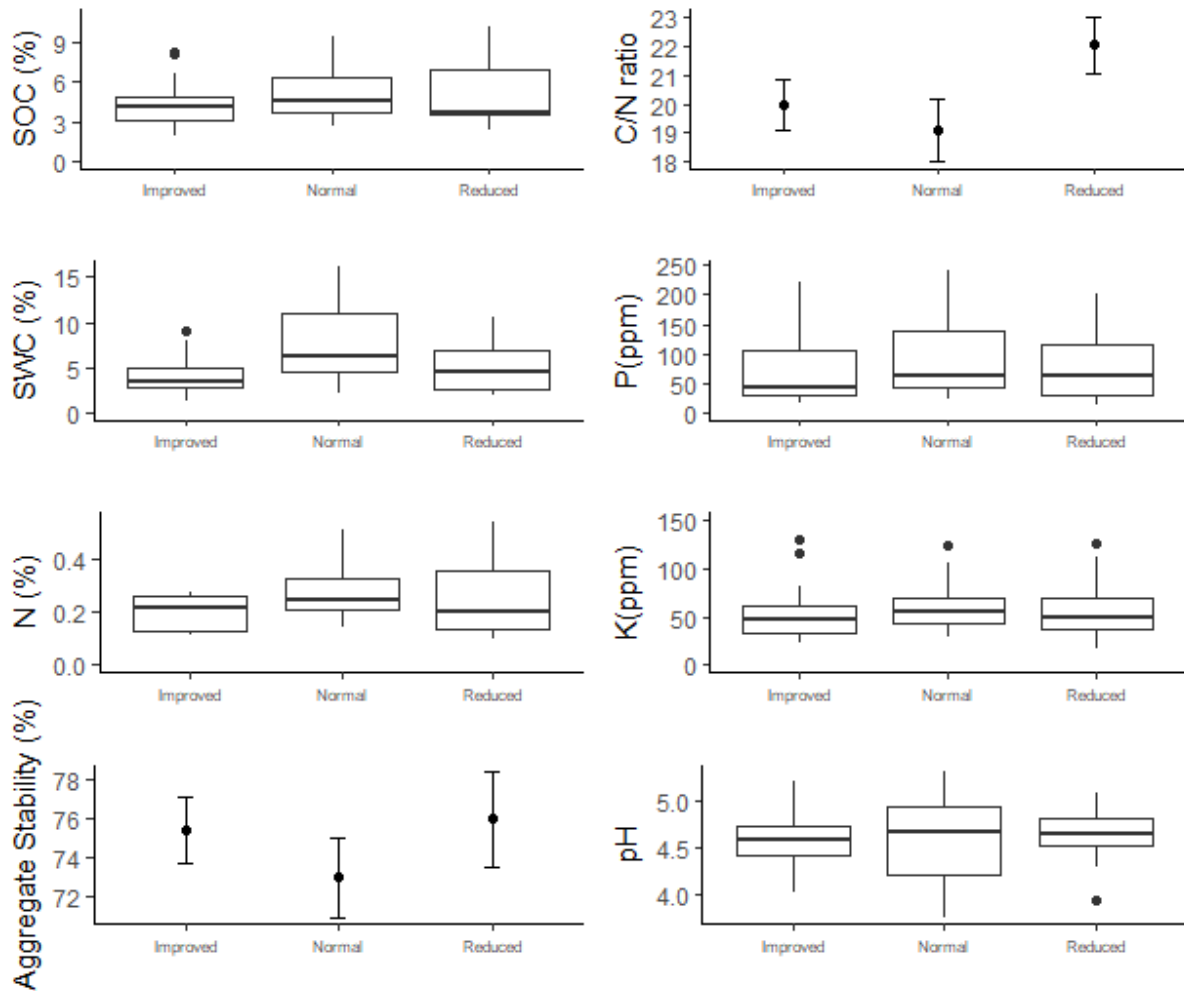 SOC (%)
9
6
3
0
Improved Normal Reduced
C/N ratio
23
22
21
20
19
18
Improved Normal Reduced
SWC (%)
15
10
5
0
Improved Normal Reduced
P(ppm)
250
200
150
100
50
0
Improved Normal Reduced
N (%)
0.4
0.2
0.0
Improved Normal Reduced
K(ppm)
150
100
50
0
Improved Normal Reduced
Aggregate Stability (%)
78
76
74
72
Improved Normal Reduced
pH
5.0
4.5
4.0
Improved Normal Reduced